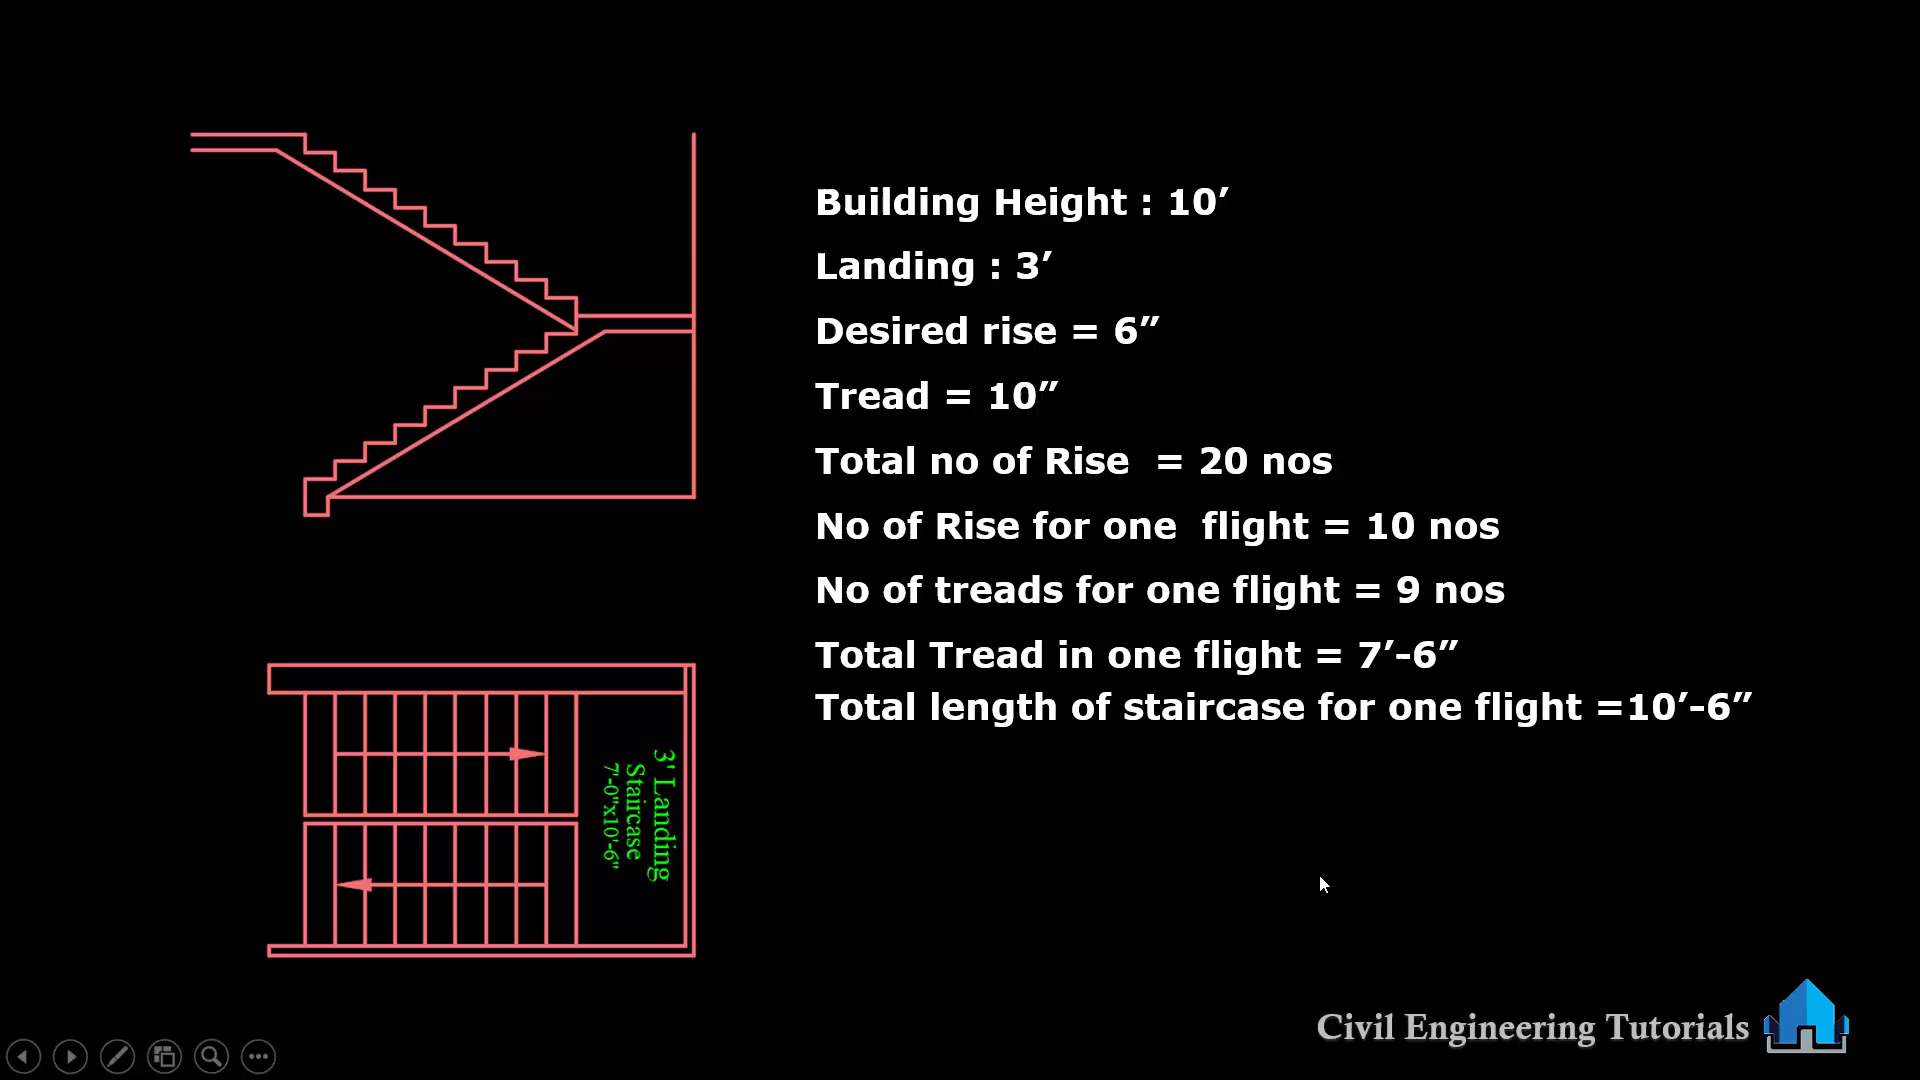 Building Height : 10’
Landing : 3’
Desired rise = 6”
Tread = 10”
Total no of Rise  = 20 nos
No of Rise for one  flight = 10 nos
No of treads for one flight = 9 nos
Total Tread in one flight = 7’-6”
Total length of staircase for one flight =10’-6”
3' Landing
Staircase
7'-0"x10'-6"
Civil Engineering Tutorials